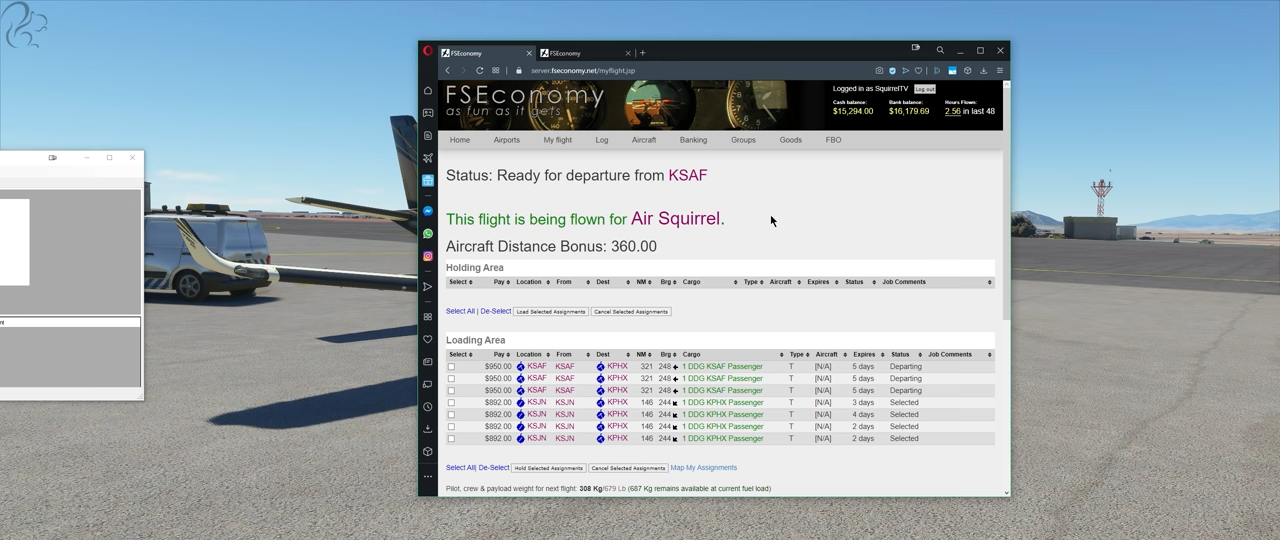 FSEconomy
FSEconomy
server.fseconomy.net/myflight.jsp
FSEconomy
as fun as it gets
Logged in as SquirrelTV Log out
Cash balance: Bank balance: Hours Flown:
$15,294.00 $16,179.69 2.56 in last 48
Home Airports My flight Log Aircraft Banking Groups Goods FBO
Status: Ready for departure from KSAF
This flight is being flown for Air Squirrel.
Aircraft Distance Bonus: 360.00
Holding Area
Select Pay Location From Dest NM Brg Cargo Type Aircraft Expires Status Job Comments
Select All | De-Select Load Selected Assignments Cancel Selected Assignments
Loading Area
Select Pay Location From Dest NM Brg Cargo Type Aircraft Expires Status Job Comments
$950.00 KSAF KSAF KPHX 321 248 1 DDG KSAF Passenger T [N/A] 5 days Departing
$950.00 KSAF KSAF KPHX 321 248 1 DDG KSAF Passenger T [N/A] 5 days Departing
$950.00 KSAF KSAF KPHX 321 248 1 DDG KSAF Passenger T [N/A] 5 days Departing
$892.00 KSJN KSJN KPHX 146 244 1 DDG KPHX Passenger T [N/A] 3 days Selected
$892.00 KSJN KSJN KPHX 146 244 1 DDG KPHX Passenger T [N/A] 4 days Selected
$892.00 KSJN KSJN KPHX 146 244 1 DDG KPHX Passenger T [N/A] 2 days Selected
$892.00 KSJN KSJN KPHX 146 244 1 DDG KPHX Passenger T [N/A] 2 days Selected
Select All| De-Select Hold Selected Assignments Cancel Selected Assignments Map My Assignments
Pilot, crew & payload weight for next flight: 308 Kg/679 Lb (687 Kg remains available at current fuel load)